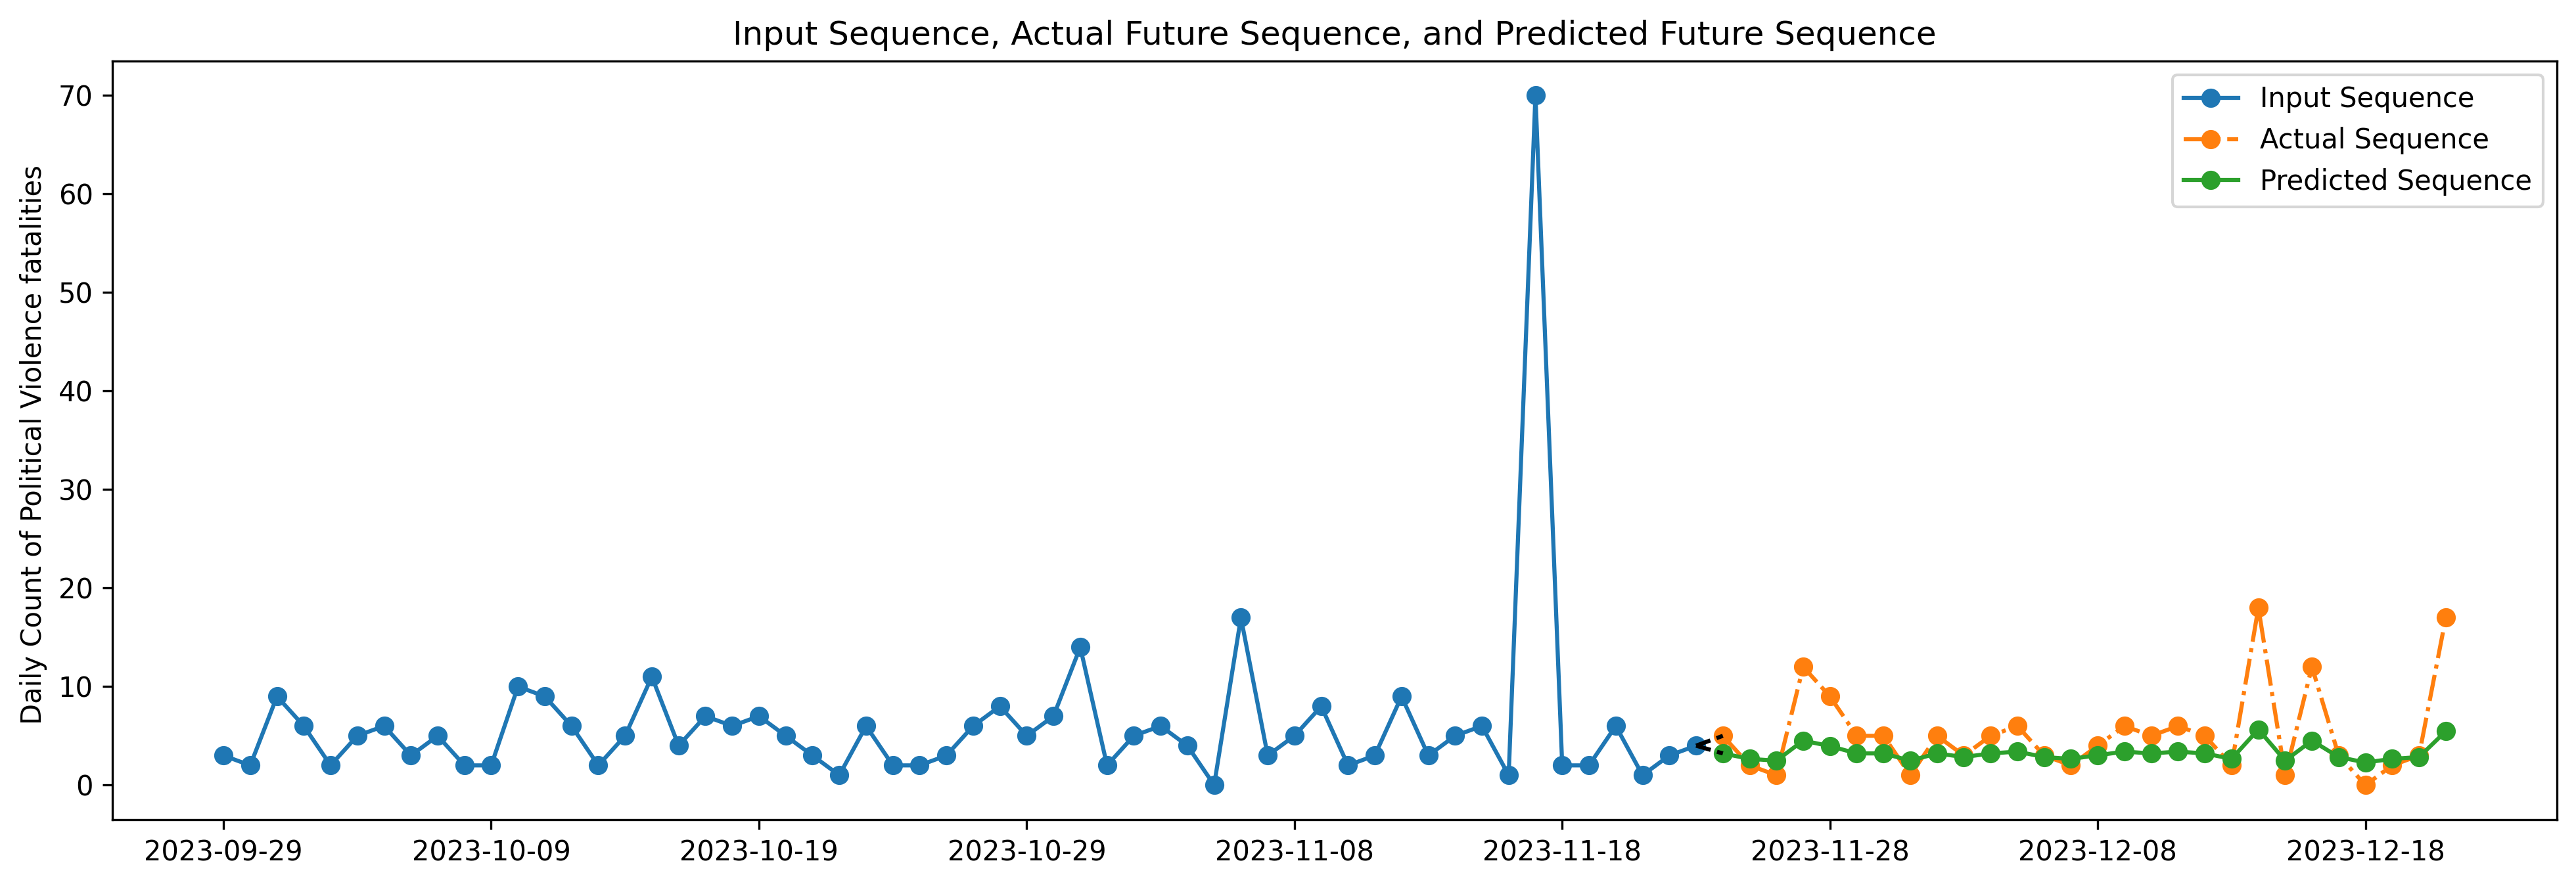 Input Sequence, Actual Future Sequence, and Predicted Future Sequence
Daily Count of Political Violence fatalities
70
60
50
40
30
20
10
0
Input Sequence
Actual Sequence
Predicted Sequence
2023-09-29 2023-10-09 2023-10-19 2023-10-29 2023-11-08 2023-11-18 2023-11-28 2023-12-08 2023-12-18